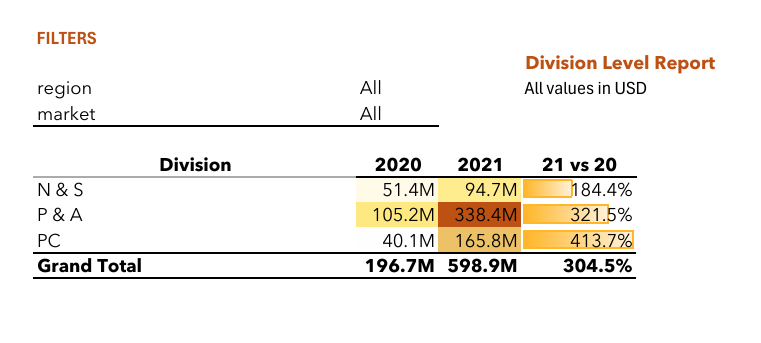 FILTERS
Division Level Report
region All All values in USD
market All
Division 2020 2021 21 vs 20
N & S 51.4M 94.7M 184.4%
P & A 105.2M 338.4M 321.5%
PC 40.1M 165.8M 413.7%
Grand Total 196.7M 598.9M 304.5%